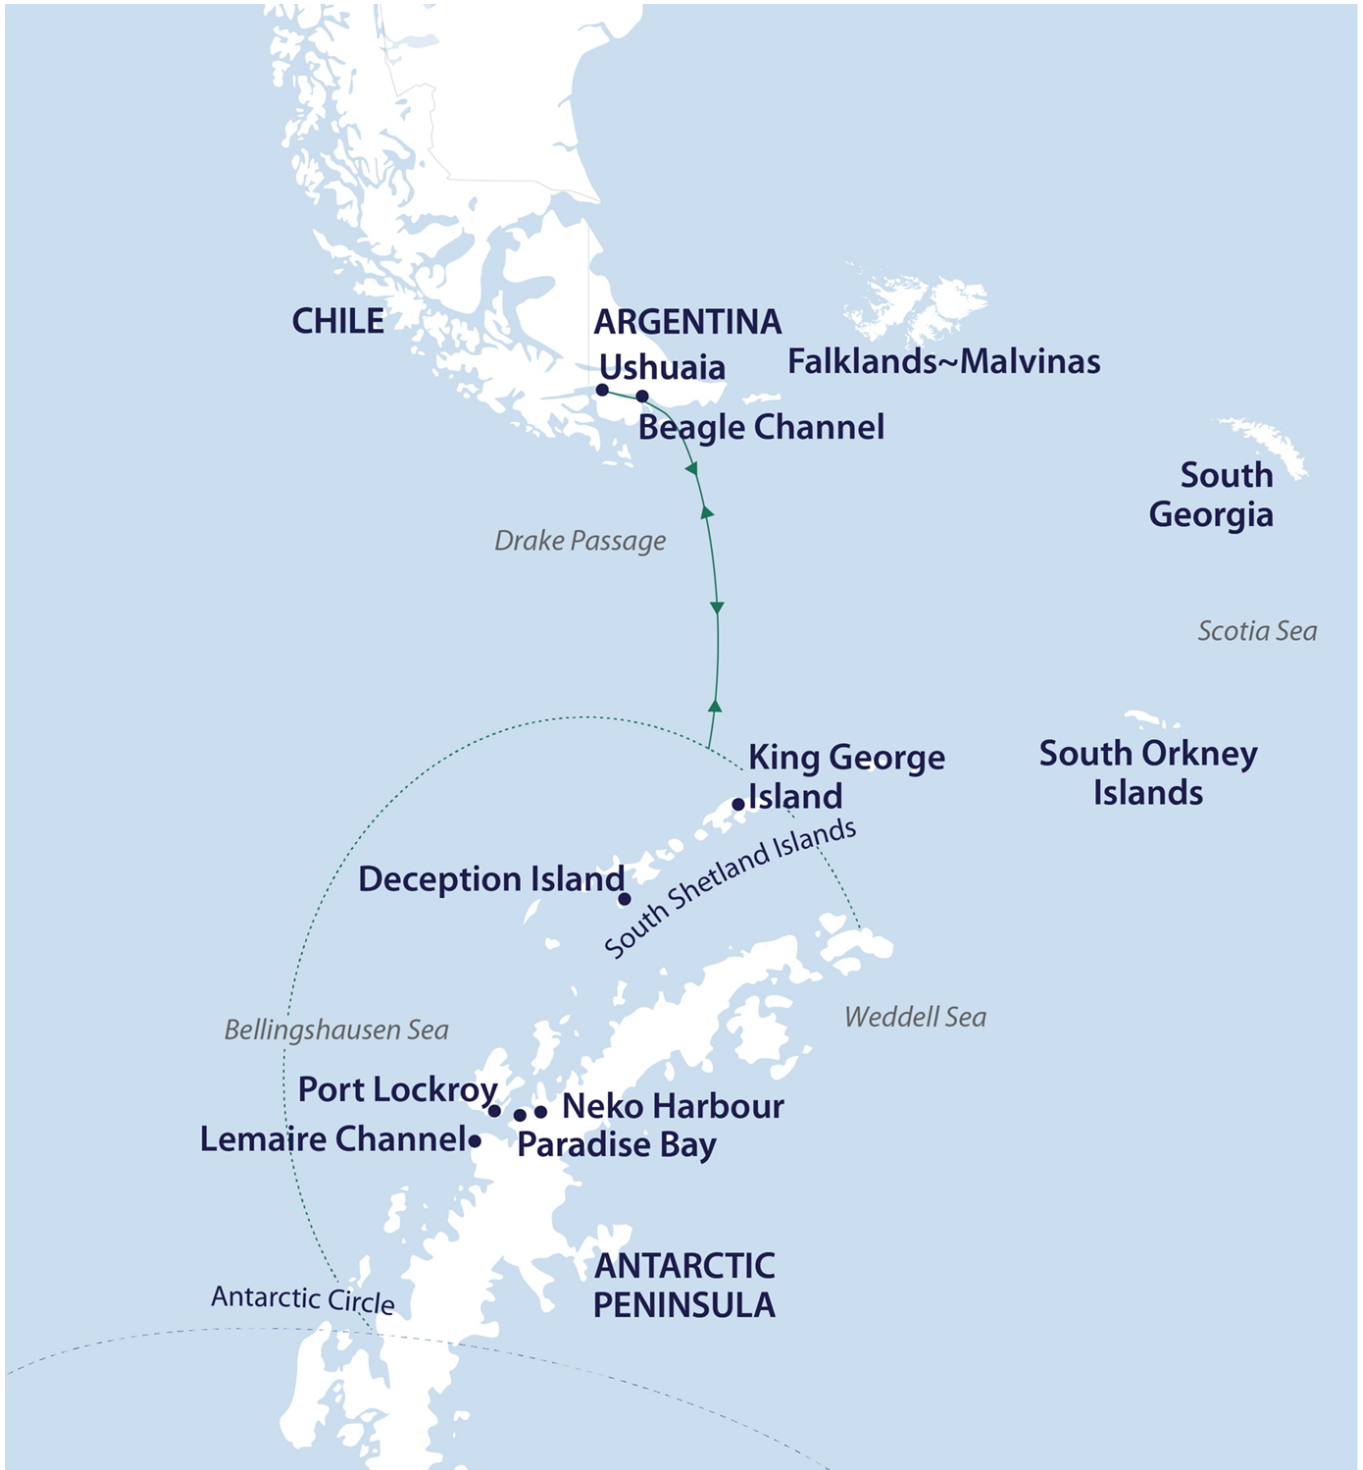 CHILE
ARGENTINA
Ushuaia
Falklands~Malvinas
Beagle Channel
South
Georgia
Drake Passage
Scotia Sea
King George
Island
South Orkney
Islands
South Shetland Islands
Deception Island
Weddell Sea
Bellingshausen Sea
Port Lockroy
Neko Harbour
Lemaire Channel
Paradise Bay
ANTARCTIC
PENINSULA
Antarctic Circle